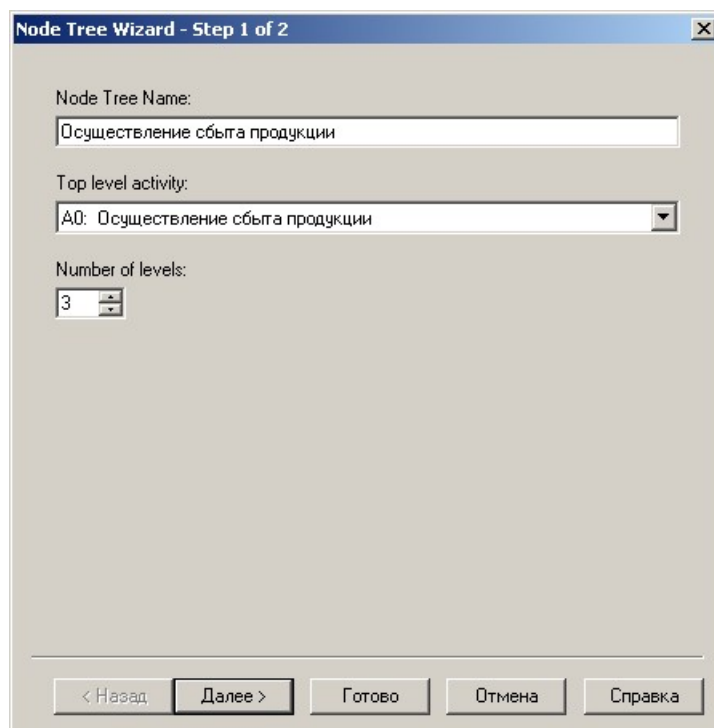 Node Tree Wizard - Step 1 of 2
Node Tree Name:
Осуществление сбыта продукции
Top level activity:
A0: Осуществление сбыта продукции
Number of levels:
3
< Назад Далее > Готово Отмена Справка